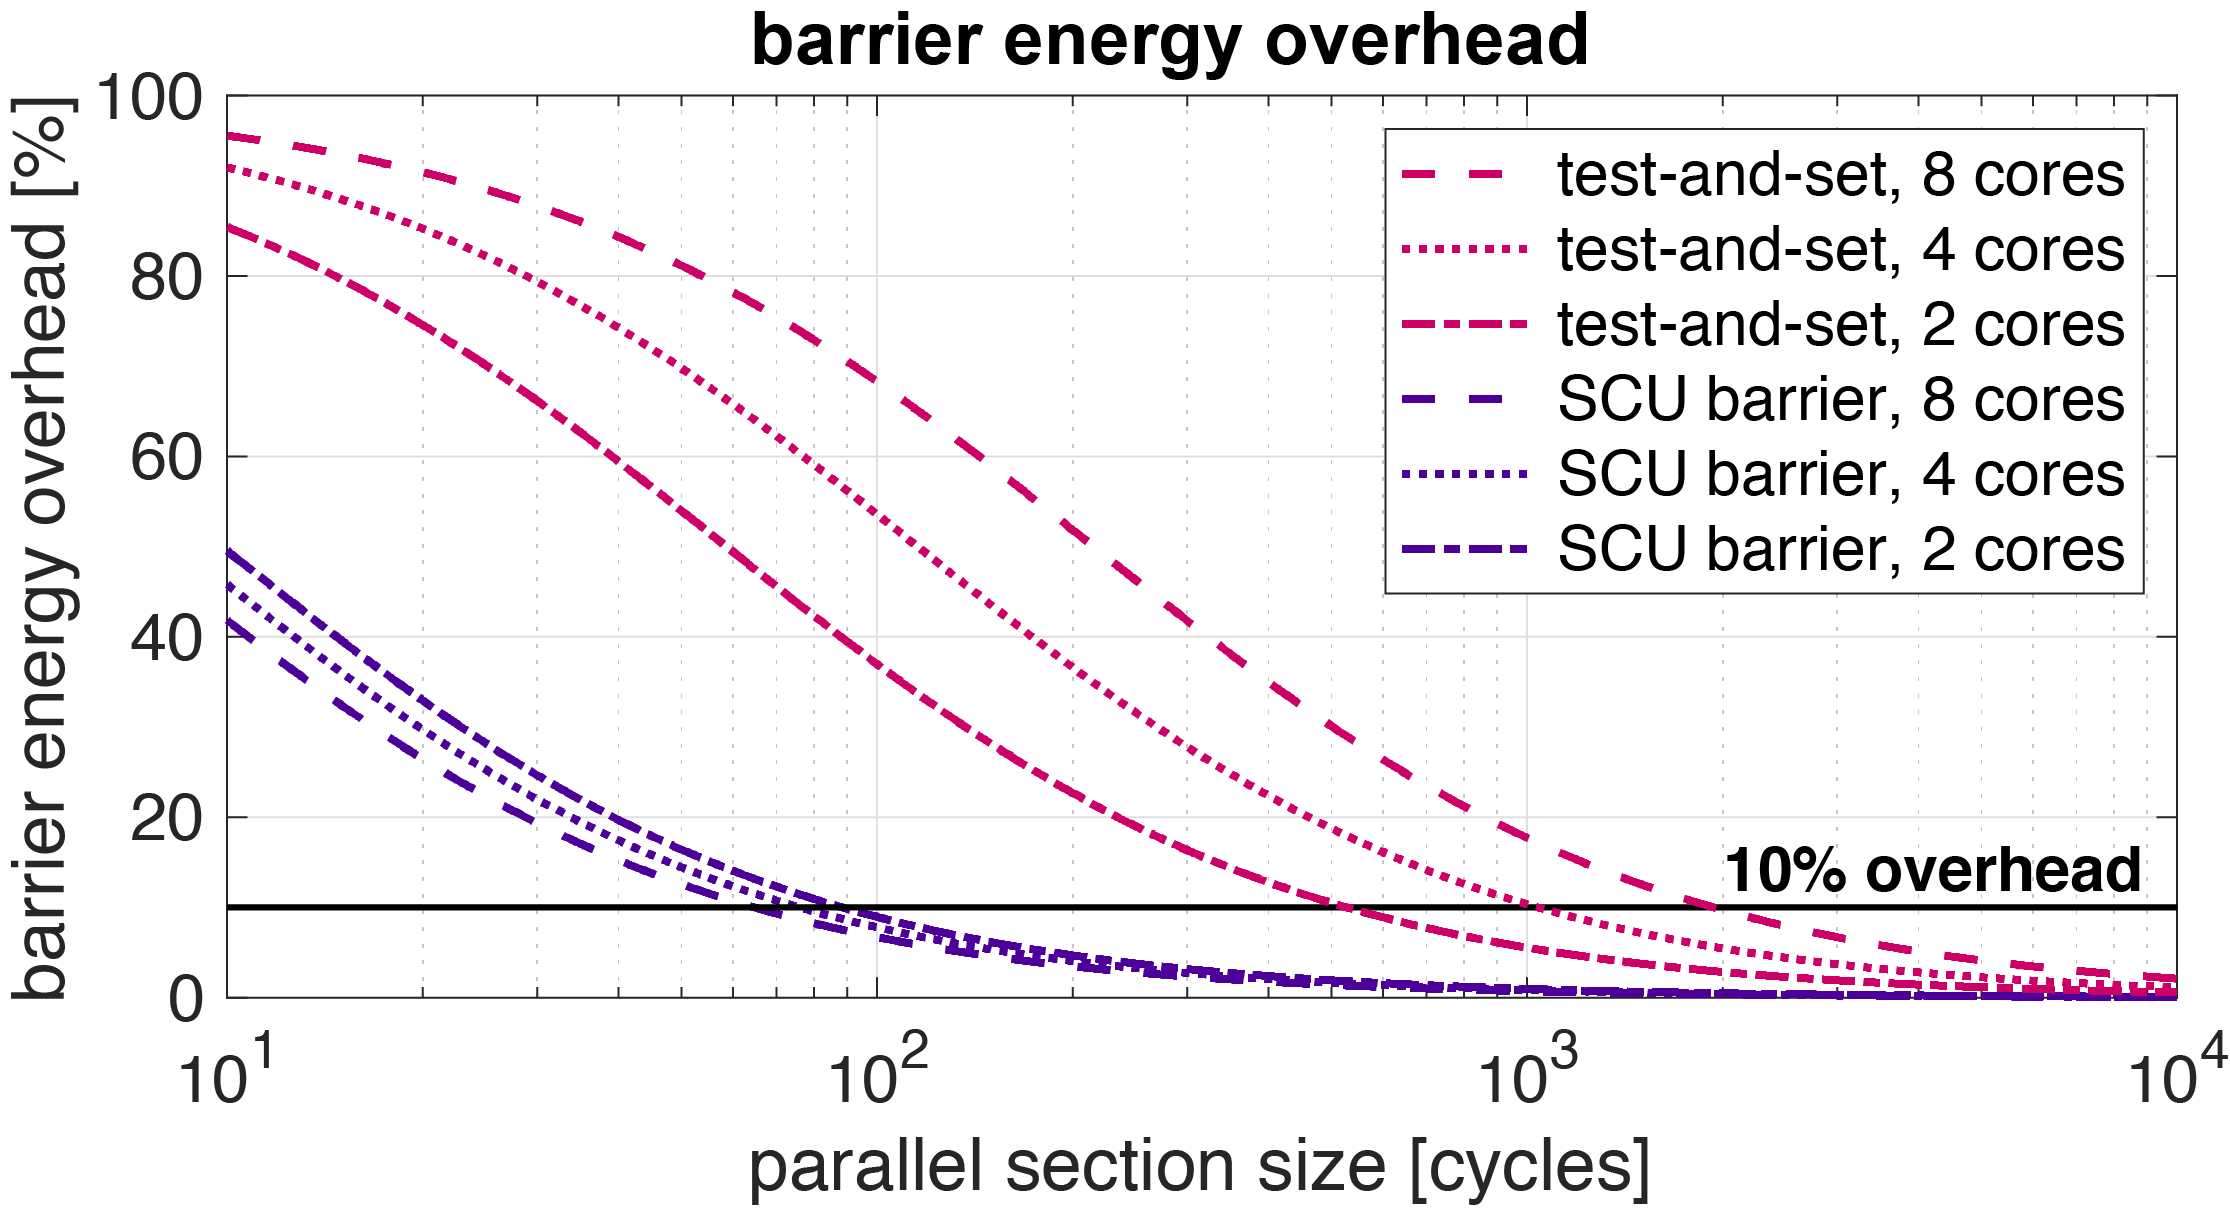 barrier energy overhead
barrier energy overhead [%]
100
80
60
40
20
0
test-and-set, 8 cores
test-and-set, 4 cores
test-and-set, 2 cores
SCU barrier, 8 cores
SCU barrier, 4 cores
SCU barrier, 2 cores
10% overhead
10¹ 10² 10³ 10⁴
parallel section size [cycles]